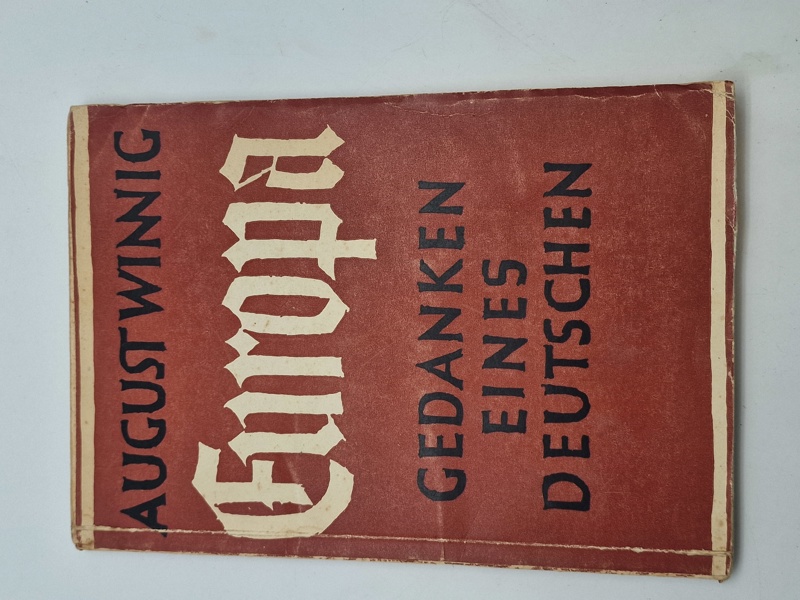 AUGUST WINNIG
Europa
GEDANKEN
EINES
DEUTSCHEN